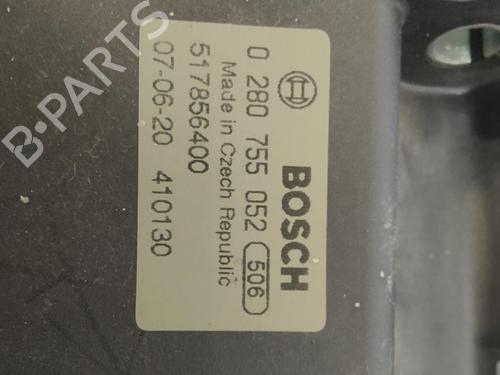 BOSCH
0 280 755 052 506
Made in Czech Republic
517856400
07-06-20 410130
B-PARTS